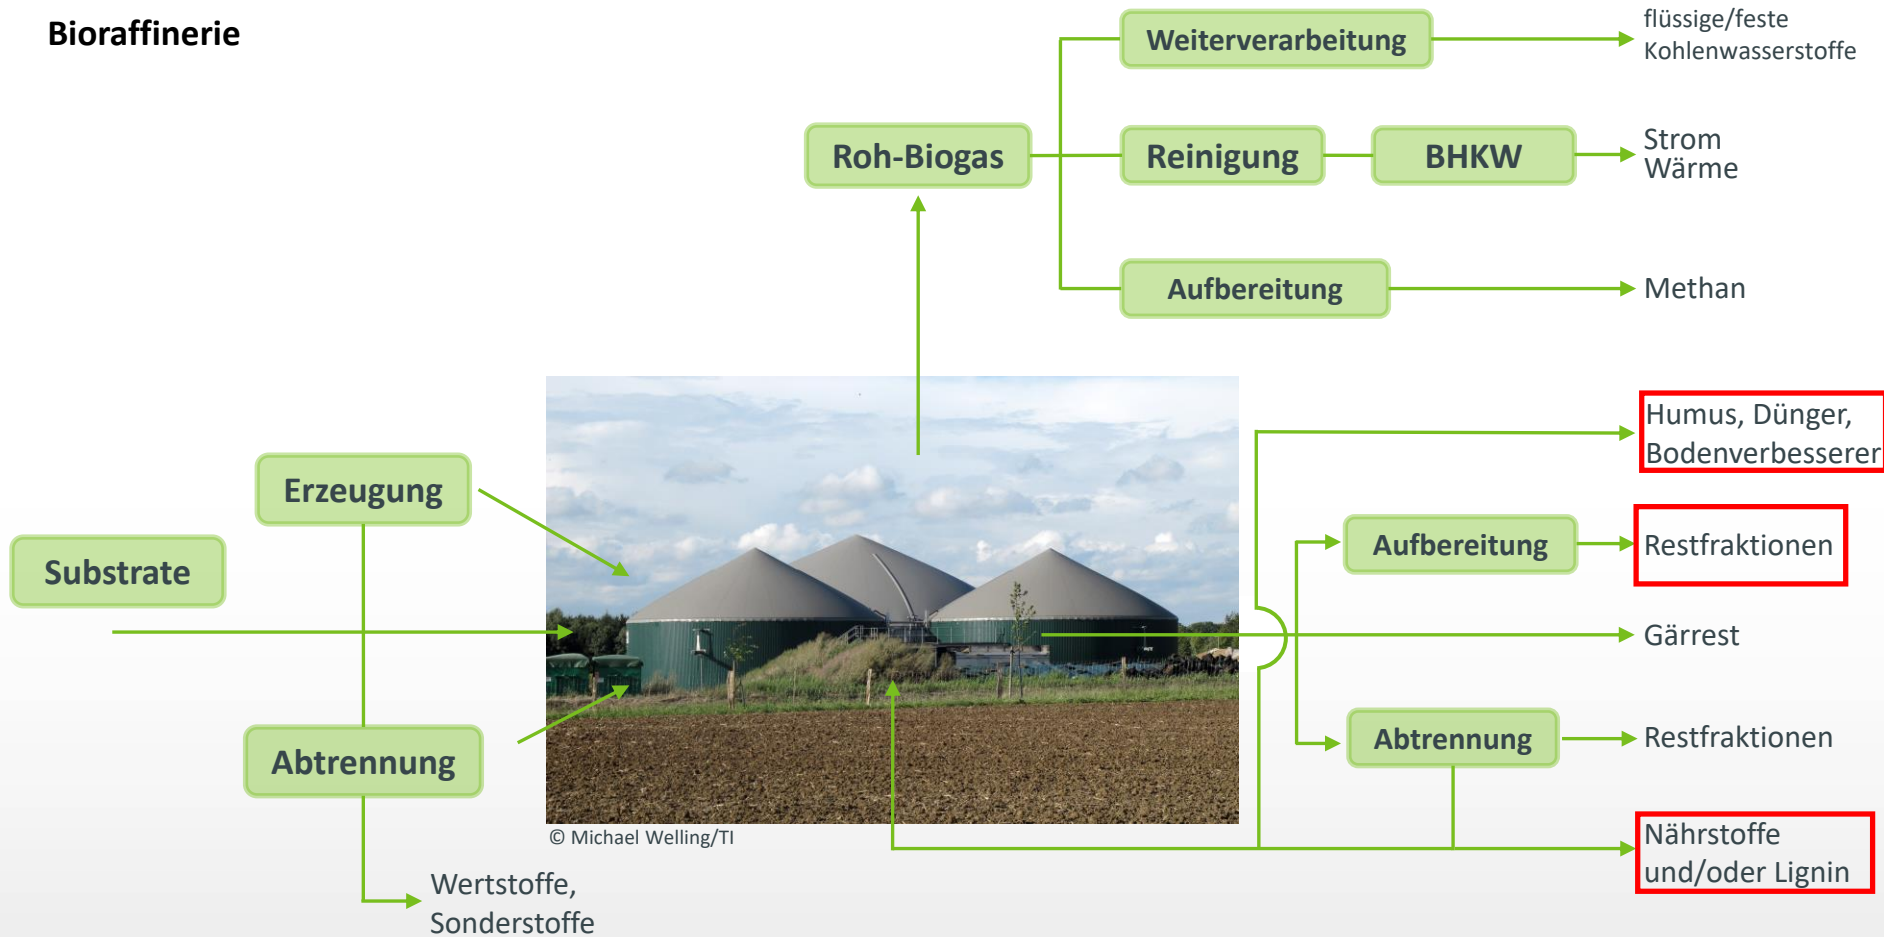 Bioraffinerie
Weiterverarbeitung
flüssige/feste
Kohlenwasserstoffe
Roh-Biogas
Reinigung
BHKW
Strom
Wärme
Aufbereitung
Methan
Humus, Dünger,
Bodenverbesserer
Erzeugung
Substrate
Aufbereitung
Restfraktionen
Gärrest
Abtrennung
Abtrennung
Restfraktionen
© Michael Welling/TI
Nährstoffe
und/oder Lignin
Wertstoffe,
Sonderstoffe